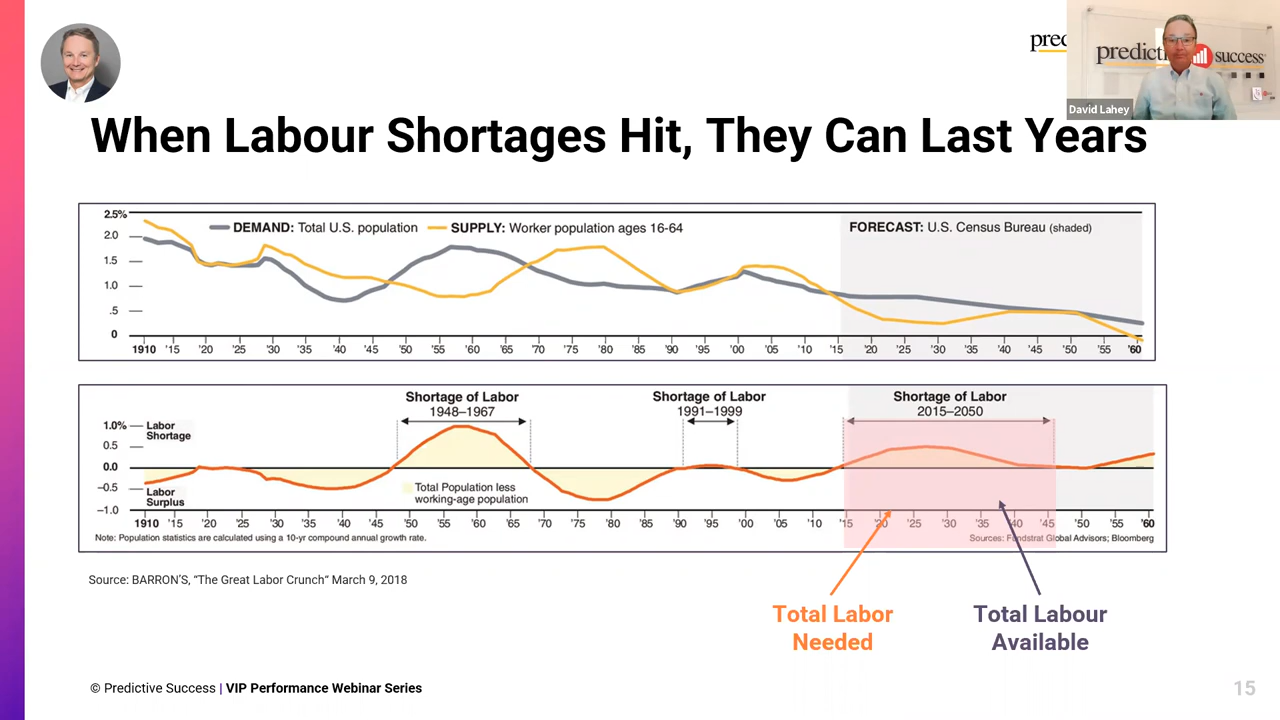 prec
predictive success
David Lahey
When Labour Shortages Hit, They Can Last Years
2.5%
DEMAND: Total U.S. population
SUPPLY: Worker population ages 16-64
FORECAST: U.S. Census Bureau (shaded)
2.0
1.5
1.0
.5
0
1910 '15 '20 '25 '30 '35 '40 '45 '50 '55 '60 '65 '70 '75 '80 '85 '90 '95 '00 '05 '10 '15 '20 '25 '30 '35 '40 '45 '50 '55 '60
Shortage of Labor
1948–1967
Shortage of Labor
1991–1999
Shortage of Labor
2015–2050
1.0%
Labor
Shortage
0.5
0.0
−0.5
Labor
Surplus
−1.0
Total Population less
working-age population
1910 '15 '20 '25 '30 '35 '40 '45 '50 '55 '60 '65 '70 '75 '80 '85 '90 '95 '00 '05 '10 '15 '20 '25 '30 '35 '40 '45 '50 '55 '60
Note: Population statistics are calculated using a 10-yr compound annual growth rate.
Sources: Fundstrat Global Advisors; Bloomberg
Source: BARRON'S, "The Great Labor Crunch" March 9, 2018
Total Labor
Needed
Total Labour
Available
© Predictive Success | VIP Performance Webinar Series
15